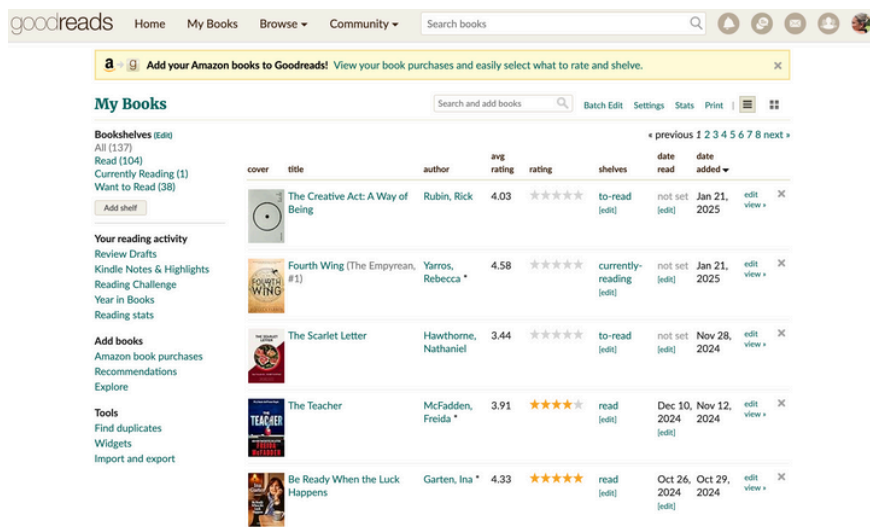 goodreads Home My Books Browse ▾ Community ▾ Search books
a → g Add your Amazon books to Goodreads! View your book purchases and easily select what to rate and shelve. ×
My Books
Search and add books Batch Edit Settings Stats Print |
Bookshelves (Edit)
All (137)
Read (104)
Currently Reading (1)
Want to Read (38)
Add shelf
Your reading activity
Review Drafts
Kindle Notes & Highlights
Reading Challenge
Year in Books
Reading stats
Add books
Amazon book purchases
Recommendations
Explore
Tools
Find duplicates
Widgets
Import and export
« previous 1 2 3 4 5 6 7 8 next »
cover title author avg rating rating shelves date read date added ▾
The Creative Act: A Way of Rubin, Rick 4.03 to-read not set Jan 21, edit ×
Being [edit] [edit] 2025 view »
Fourth Wing (The Empyrean, Yarros, 4.58 currently- not set Jan 21, edit ×
#1) Rebecca * reading [edit] 2025 view »
[edit]
FOURTH
WING
The Scarlet Letter Hawthorne, 3.44 to-read not set Nov 28, edit ×
Nathaniel [edit] [edit] 2024 view »
THE SCARLET
LETTER
The Teacher McFadden, 3.91 read Dec 10, Nov 12, edit ×
Freida * [edit] 2024 2024 view »
[edit]
THE
TEACHER
FREIDA
McFADDEN
Be Ready When the Luck Garten, Ina * 4.33 read Oct 26, Oct 29, edit ×
Happens [edit] 2024 2024 view »
[edit]